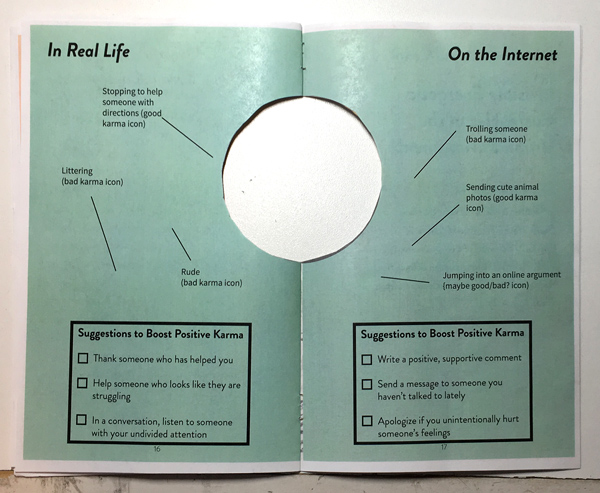 In Real Life
Stopping to help
someone with
directions (good
karma icon)
Littering
(bad karma icon)
Rude
(bad karma icon)
Suggestions to Boost Positive Karma
Thank someone who has helped you
Help someone who looks like they are
struggling
In a conversation, listen to someone
with your undivided attention
16
On the Internet
Trolling someone
(bad karma icon)
Sending cute animal
photos (good karma
icon)
Jumping into an online argument
(maybe good/bad? icon)
Suggestions to Boost Positive Karma
Write a positive, supportive comment
Send a message to someone you
haven't talked to lately
Apologize if you unintentionally hurt
someone's feelings
17